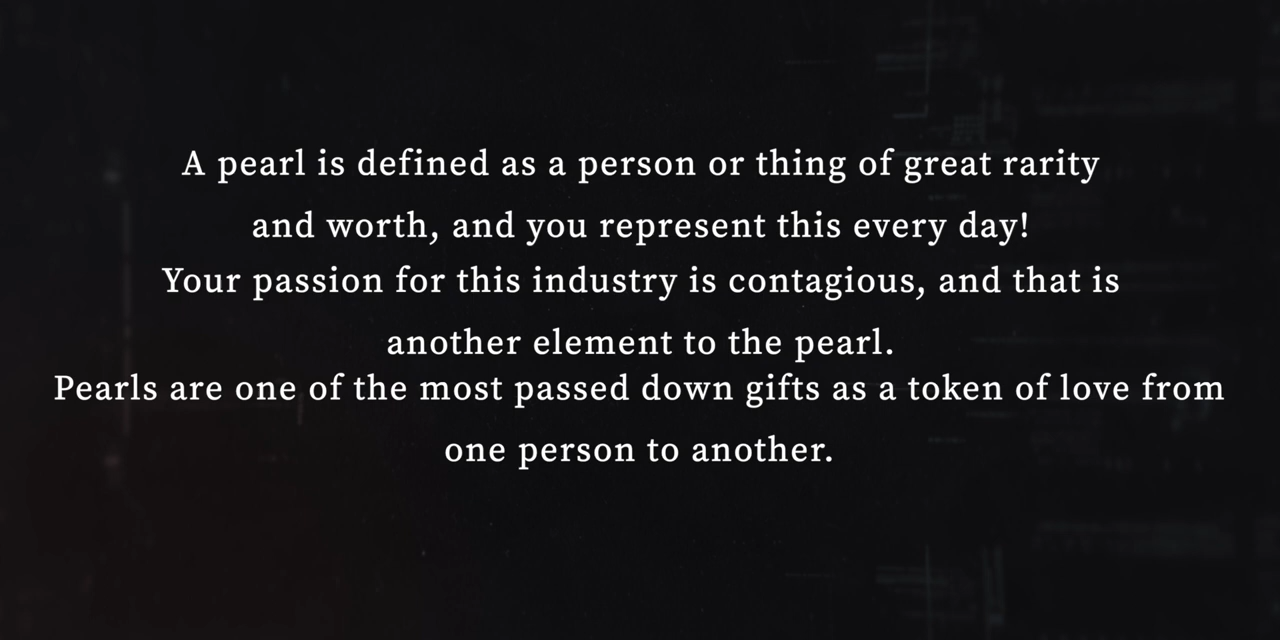 A pearl is defined as a person or thing of great rarity
and worth, and you represent this every day!
Your passion for this industry is contagious, and that is
another element to the pearl.
Pearls are one of the most passed down gifts as a token of love from
one person to another.